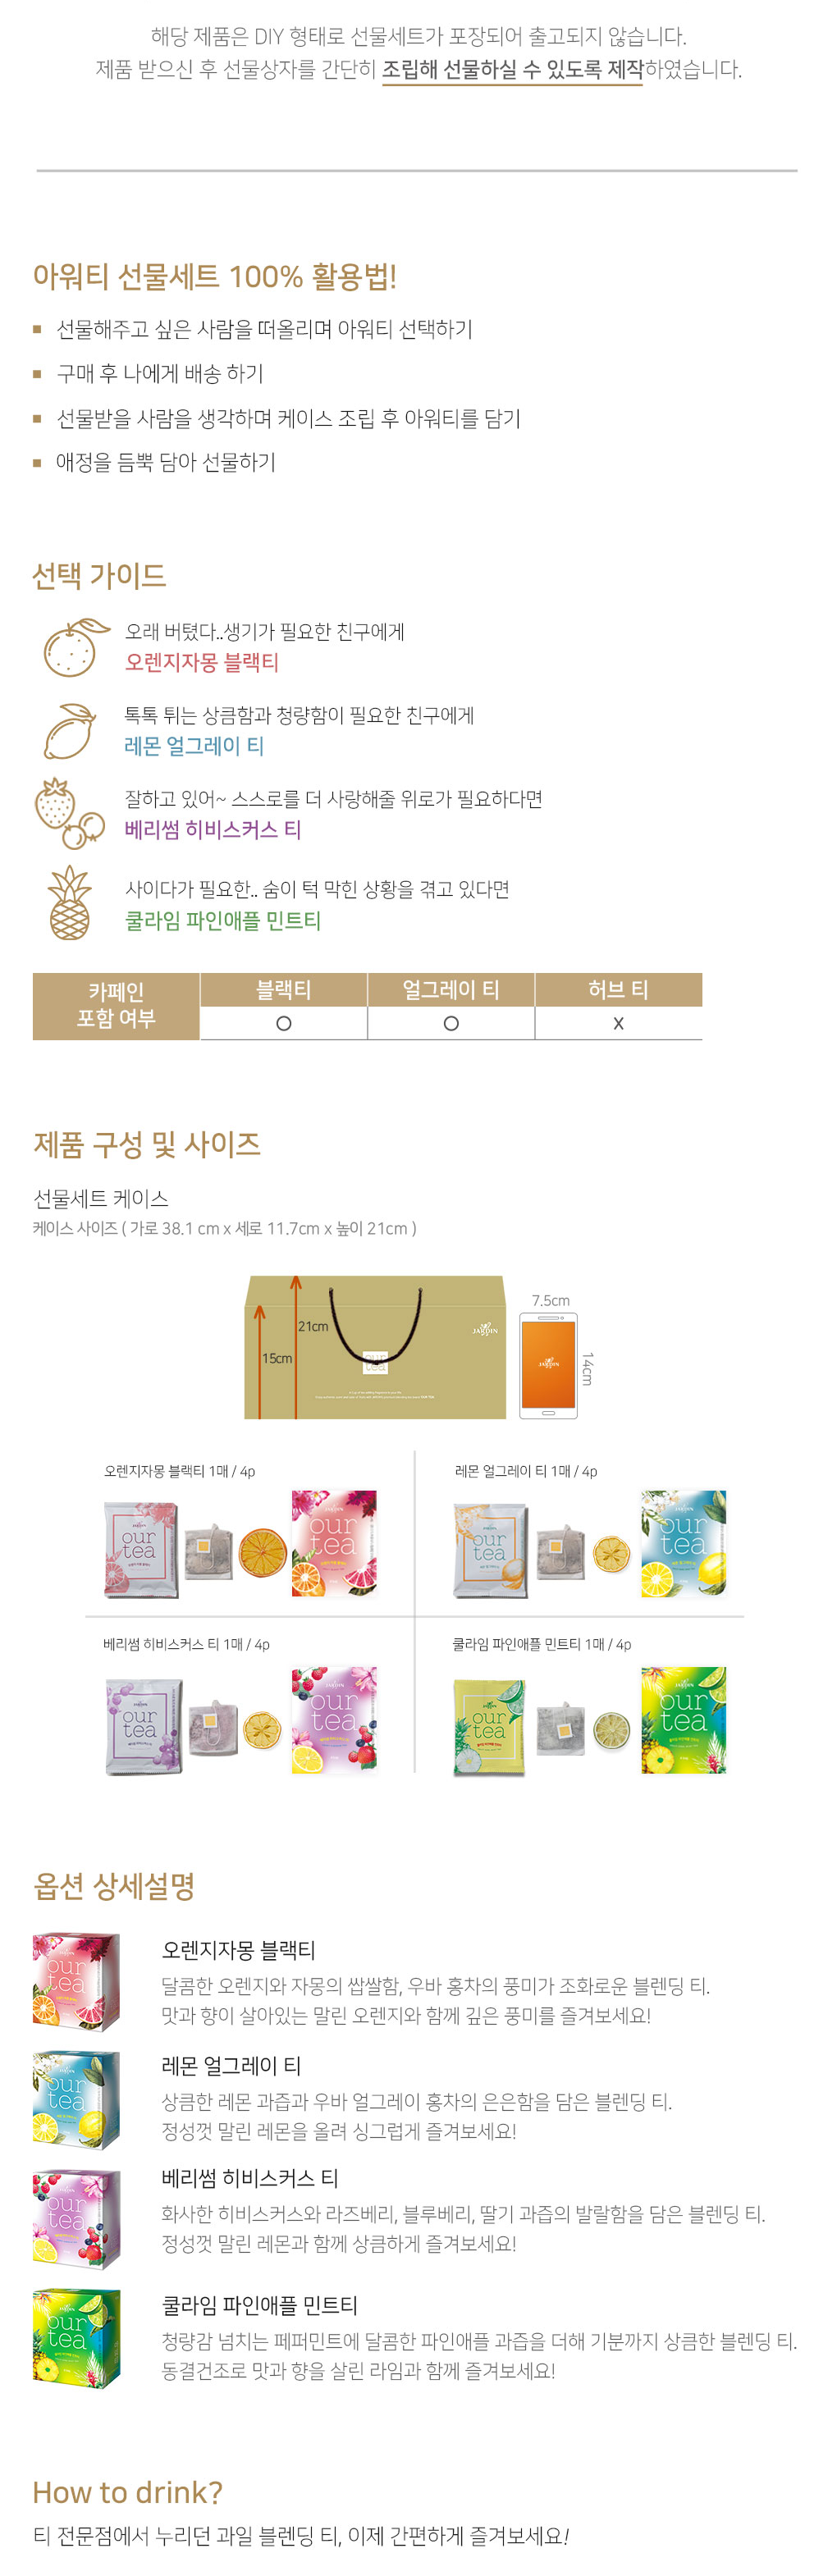 해당 제품은 DIY 형태로 선물세트가 포장되어 출고되지 않습니다.
제품 받으신 후 선물상자를 간단히 조립해 선물하실 수 있도록 제작하였습니다.
아워티 선물세트 100% 활용법!
선물해주고 싶은 사람을 떠올리며 아워티 선택하기
구매 후 나에게 배송 하기
선물받을 사람을 생각하며 케이스 조립 후 아워티를 담기
애정을 듬뿍 담아 선물하기
선택 가이드
오래 버텼다..생기가 필요한 친구에게
오렌지자몽 블랙티
톡톡 튀는 상큼함과 청량함이 필요한 친구에게
레몬 얼그레이 티
잘하고 있어~ 스스로를 더 사랑해줄 위로가 필요하다면
베리썸 히비스커스 티
사이다가 필요한.. 숨이 턱 막힌 상황을 겪고 있다면
쿨라임 파인애플 민트티
카페인
포함 여부
블랙티 얼그레이 티 허브 티
O O X
제품 구성 및 사이즈
선물세트 케이스
케이스 사이즈 ( 가로 38.1 cm x 세로 11.7cm x 높이 21cm )
7.5cm
21cm
15cm
14cm
JARDIN
our
tea
JARDIN
오렌지자몽 블랙티 1매 / 4p
레몬 얼그레이 티 1매 / 4p
our
tea
our
tea
our
tea
our
tea
베리썸 히비스커스 티 1매 / 4p
쿨라임 파인애플 민트티 1매 / 4p
our
tea
our
tea
our
tea
our
tea
옵션 상세설명
our
tea
오렌지자몽 블랙티
달콤한 오렌지와 자몽의 쌉쌀함, 우바 홍차의 풍미가 조화로운 블렌딩 티.
맛과 향이 살아있는 말린 오렌지와 함께 깊은 풍미를 즐겨보세요!
our
tea
레몬 얼그레이 티
상큼한 레몬 과즙과 우바 얼그레이 홍차의 은은함을 담은 블렌딩 티.
정성껏 말린 레몬을 올려 싱그럽게 즐겨보세요!
our
tea
베리썸 히비스커스 티
화사한 히비스커스와 라즈베리, 블루베리, 딸기 과즙의 발랄함을 담은 블렌딩 티.
정성껏 말린 레몬과 함께 상큼하게 즐겨보세요!
our
tea
쿨라임 파인애플 민트티
청량감 넘치는 페퍼민트에 달콤한 파인애플 과즙을 더해 기분까지 상큼한 블렌딩 티.
동결건조로 맛과 향을 살린 라임과 함께 즐겨보세요!
How to drink?
티 전문점에서 누리던 과일 블렌딩 티, 이제 간편하게 즐겨보세요!